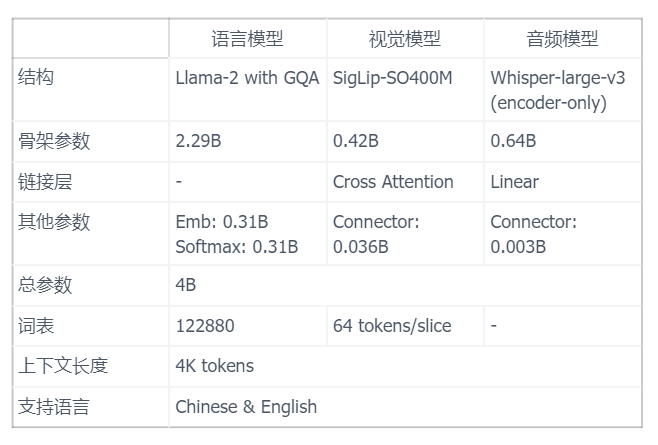 语言模型 视觉模型 音频模型
结构 Llama-2 with GQA SigLip-SO400M Whisper-large-v3
(encoder-only)
骨架参数 2.29B 0.42B 0.64B
链接层 - Cross Attention Linear
其他参数 Emb: 0.31B Connector: Connector:
Softmax: 0.31B 0.036B 0.003B
总参数 4B
词表 122880 64 tokens/slice -
上下文长度 4K tokens
支持语言 Chinese & English